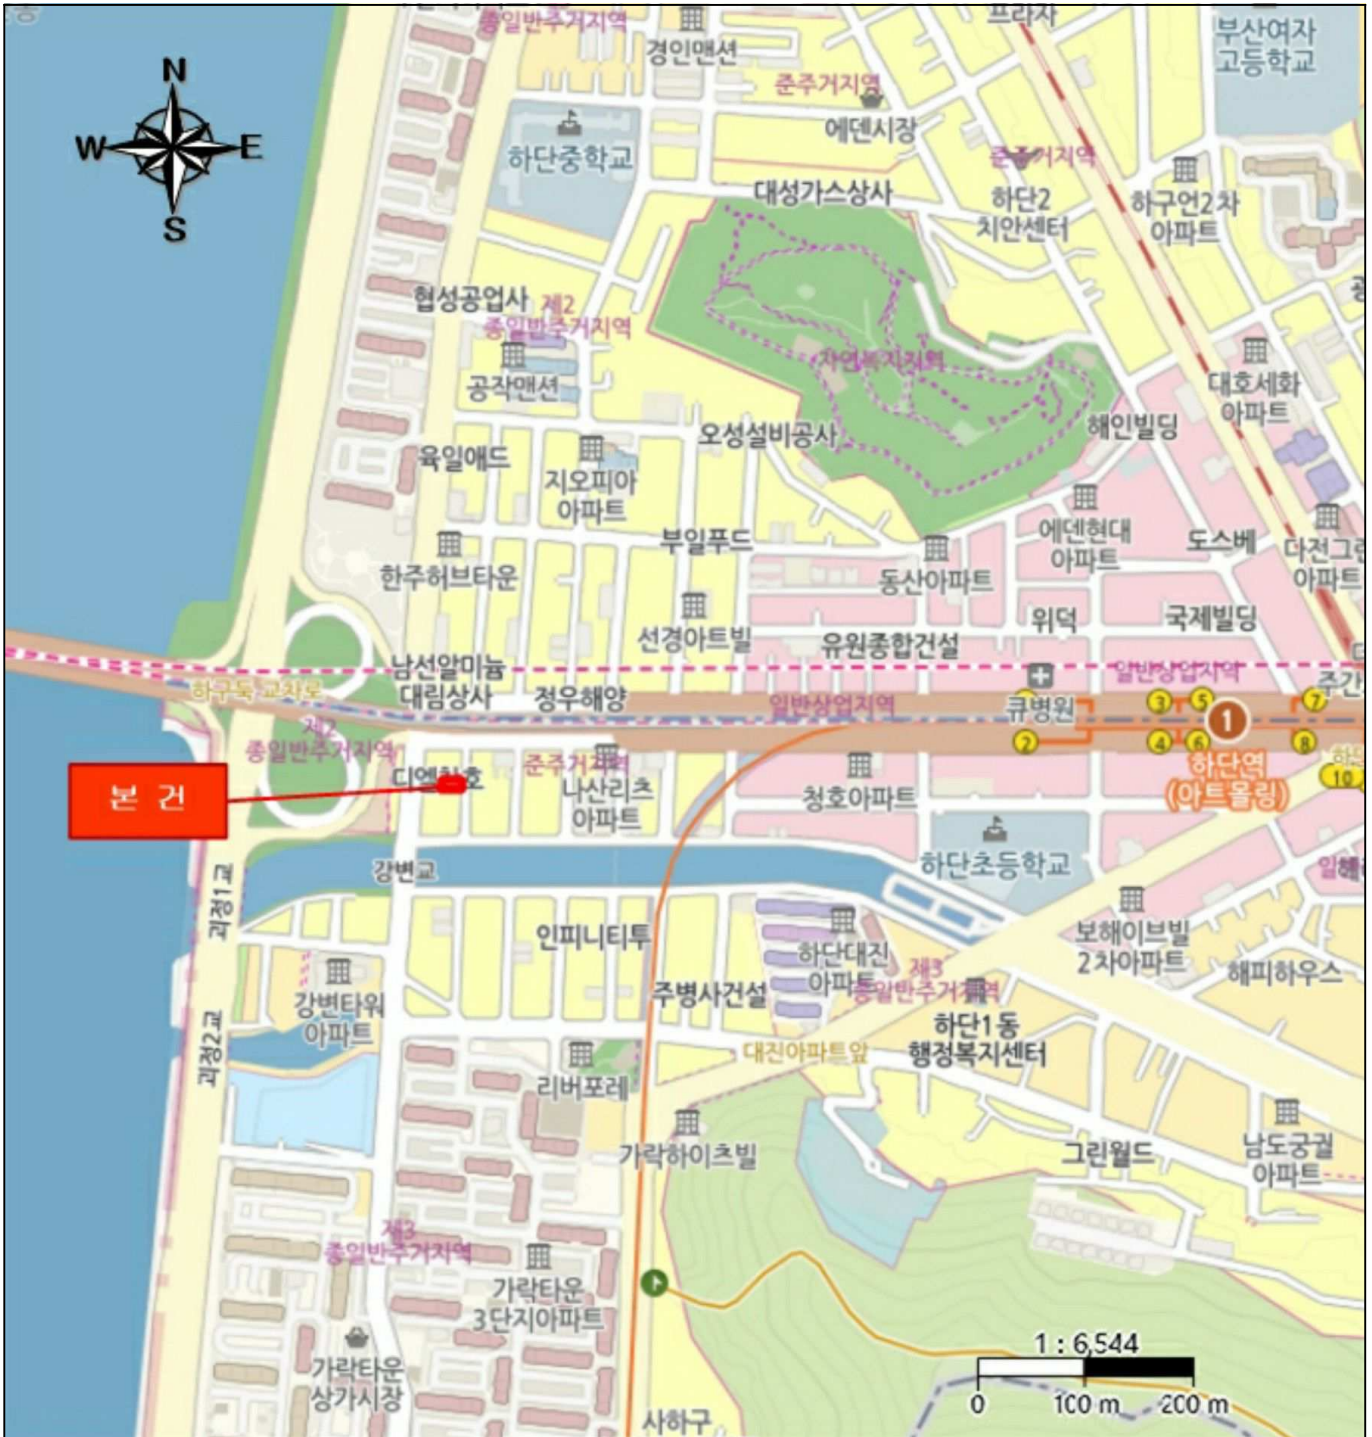 종일반주거지역
경인맨션
프라자
부산여자
고등학교
준주거지역
에덴시장
하단중학교
준주거지역
N
W
E
S
대성가스상사
하단2
치안센터
하구언2차
아파트
협성공업사
제2
종일반주거지역
공작맨션
자연녹지지역
대호세화
아파트
해인빌딩
오성설비공사
육일애드
지오피아
아파트
에덴현대
아파트
도스베
부일푸드
동산아파트
아파트
한주허브타운
선경아트빌
위덕
국제빌딩
유원종합건설
남선알미늄
대림상사
정우해양
일반상업지역
일반상업지역
하구둑 교차로
큐병원
3
5
7
1
2
4
6
8
10
하단역
(아트몰링)
제2
종일반주거지역
본 건
준주거지역
나산리츠
아파트
청호아파트
하단초등학교
강변교
괴정1교
인피니티투
하단대진
아파트
보해이브빌
2차아파트
해피하우스
제3
종일반주거지역
강변타워
아파트
주병사건설
하단1동
행정복지센터
괴정2교
대진아파트앞
리버포레
가락하이츠빌
그린월드
남도궁궐
아파트
제3
종일반주거지역
가락타운
3단지아파트
가락타운
상가시장
사하구
1 : 6,544
0
100 m
200 m